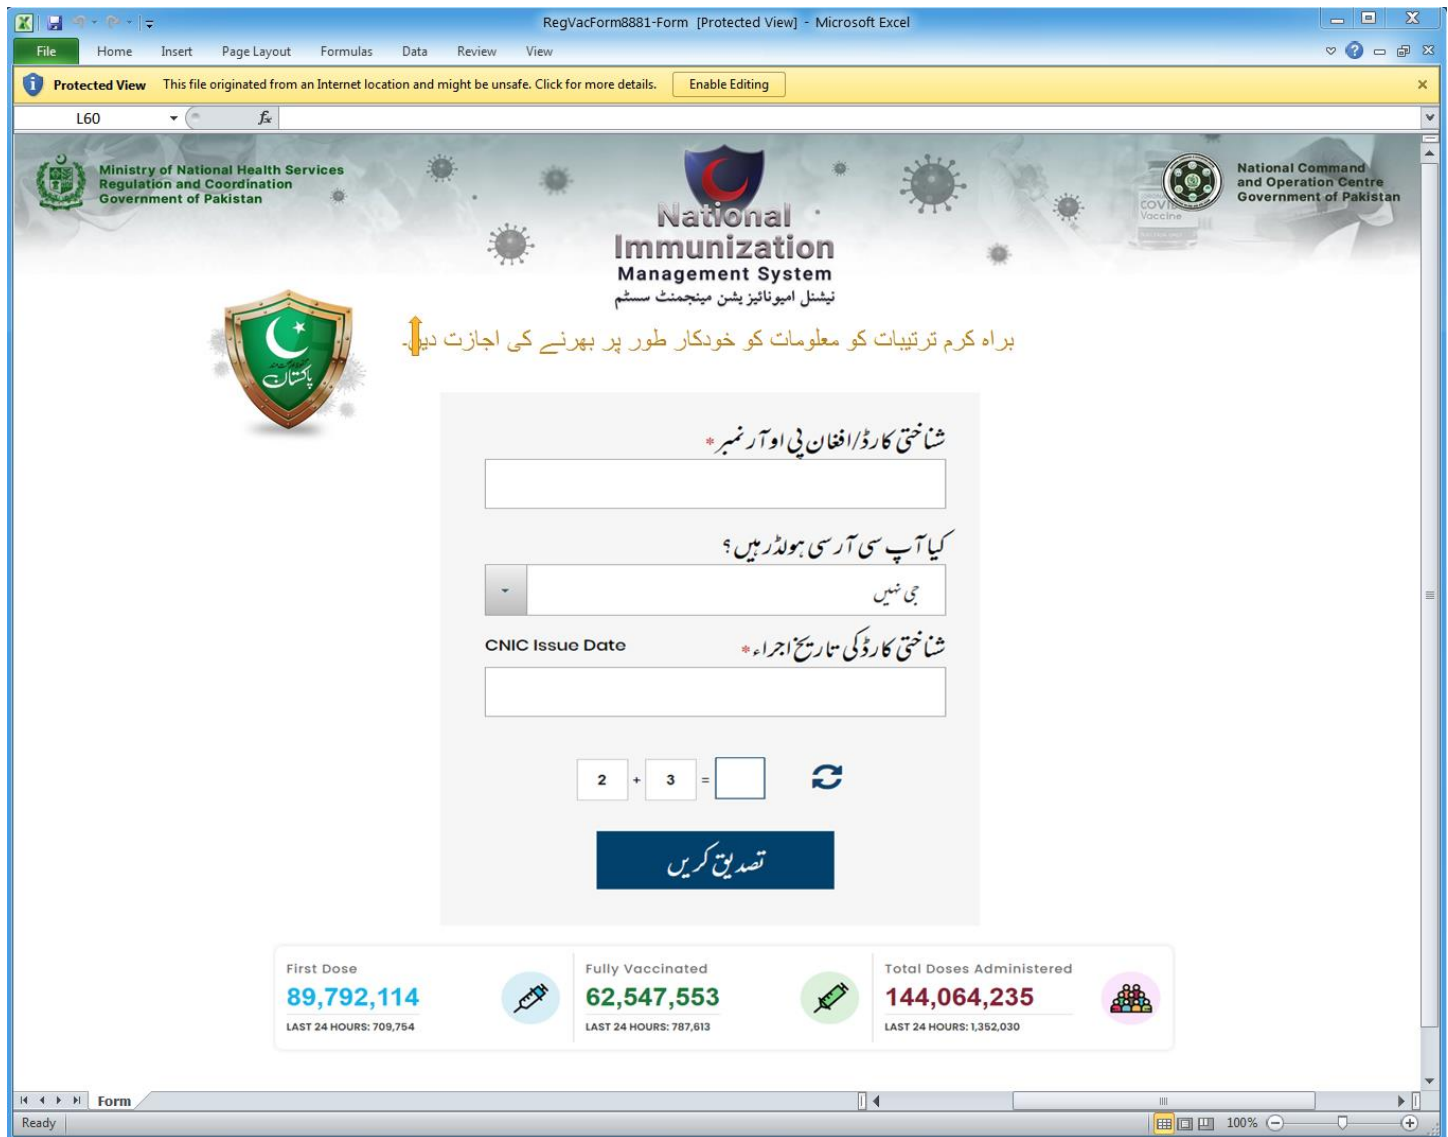 RegVacForm8881-Form [Protected View] - Microsoft Excel
File Home Insert Page Layout Formulas Data Review View
Protected View This file originated from an Internet location and might be unsafe. Click for more details. Enable Editing
L60 fx
Ministry of National Health Services
Regulation and Coordination
Government of Pakistan
National
Immunization
Management System
نیشنل امیونائیزیشن مینجمنٹ سسٹم
COVID
Vaccine
National Command
and Operation Centre
Government of Pakistan
پاکستان
براہ کرم ترتیبات کو معلومات کو خودکار طور پر بھرنے کی اجازت دیں۔
شناختی کارڈ/افغان پی او آر نمبر *
کیا آپ سی آر سی ہولڈر ہیں؟
جی نہیں
CNIC Issue Date شناختی کارڈ کی تاریخ اجراء *
2 + 3 =
تصدیق کریں
First Dose
89,792,114
LAST 24 HOURS: 709,754
Fully Vaccinated
62,547,553
LAST 24 HOURS: 787,613
Total Doses Administered
144,064,235
LAST 24 HOURS: 1,352,030
Form
Ready 100%